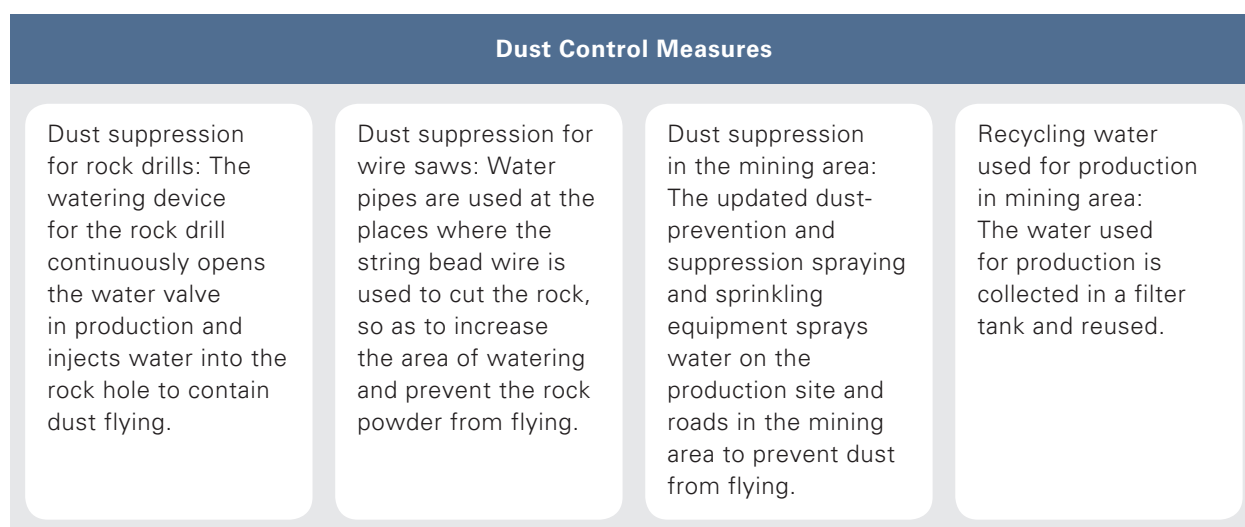 Dust Control Measures
Dust suppression
for rock drills: The
watering device
for the rock drill
continuously opens
the water valve
in production and
injects water into the
rock hole to contain
dust flying.
Dust suppression for
wire saws: Water
pipes are used at the
places where the
string bead wire is
used to cut the rock,
so as to increase
the area of watering
and prevent the rock
powder from flying.
Dust suppression
in the mining area:
The updated dust-
prevention and
suppression spraying
and sprinkling
equipment sprays
water on the
production site and
roads in the mining
area to prevent dust
from flying.
Recycling water
used for production
in mining area:
The water used
for production is
collected in a filter
tank and reused.